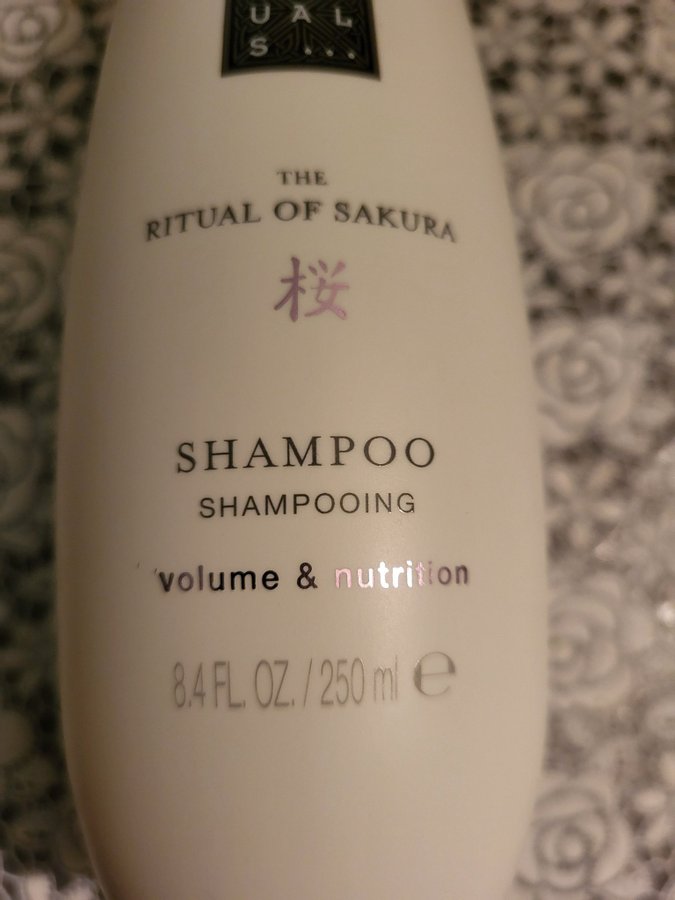 UAL
S...
THE
RITUAL OF SAKURA
桜
SHAMPOO
SHAMPOOING
volume & nutrition
8.4 FL. OZ. / 250 ml ℮